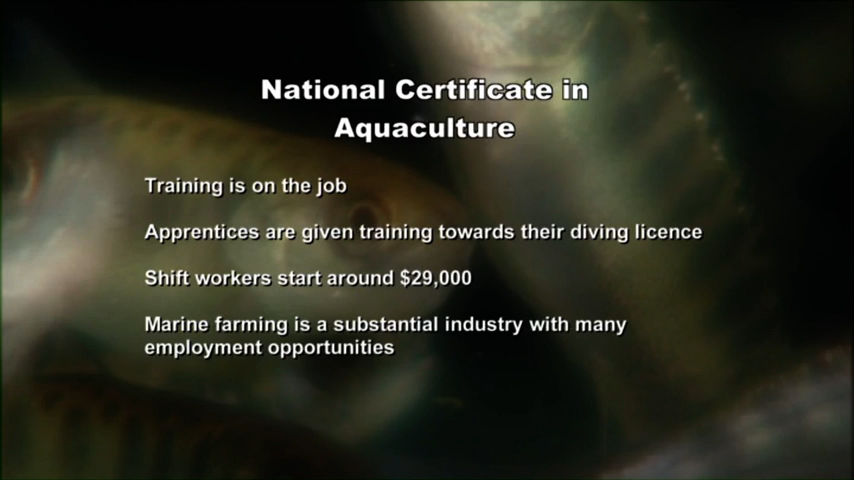 National Certificate in
Aquaculture
Training is on the job
Apprentices are given training towards their diving licence
Shift workers start around $29,000
Marine farming is a substantial industry with many
employment opportunities